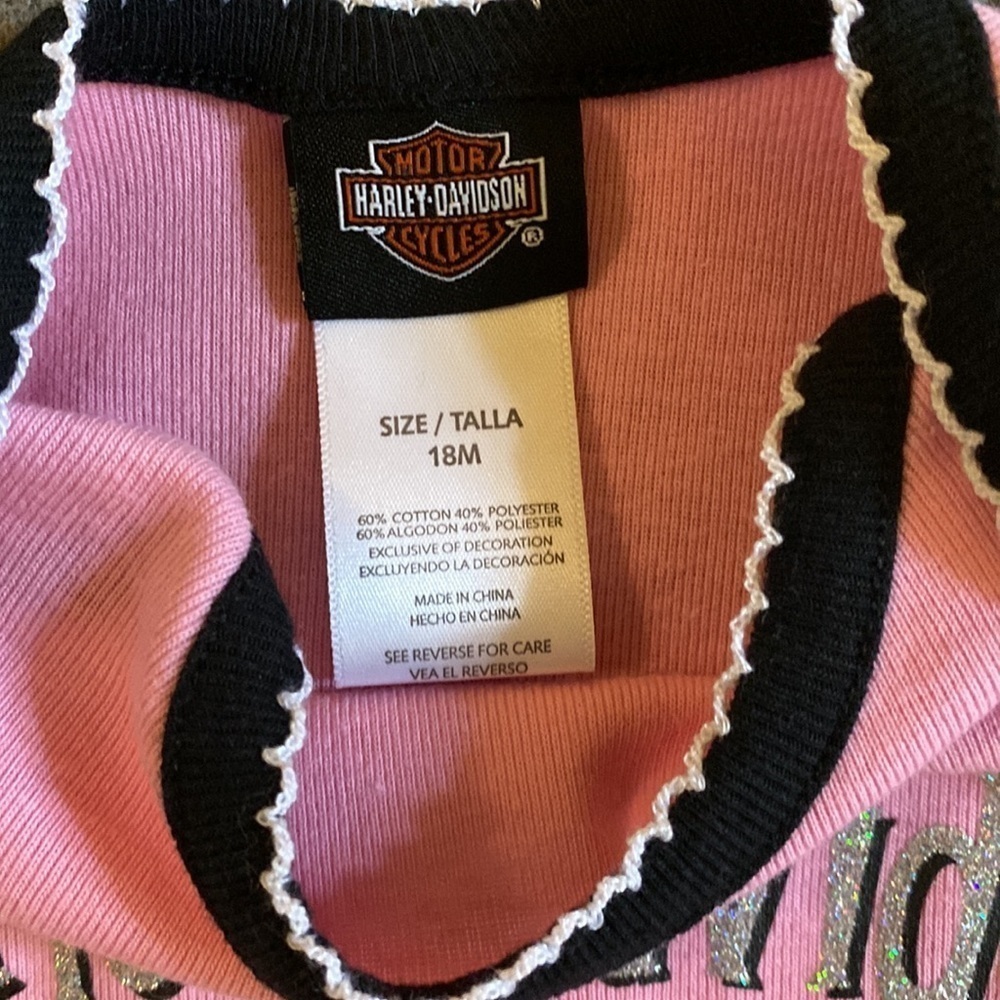 MOTOR
HARLEY-DAVIDSON
CYCLES ®
SIZE / TALLA
18M
60% COTTON 40% POLYESTER
60% ALGODON 40% POLIESTER
EXCLUSIVE OF DECORATION
EXCLUYENDO LA DECORACIÓN
MADE IN CHINA
HECHO EN CHINA
SEE REVERSE FOR CARE
VEA EL REVERSO